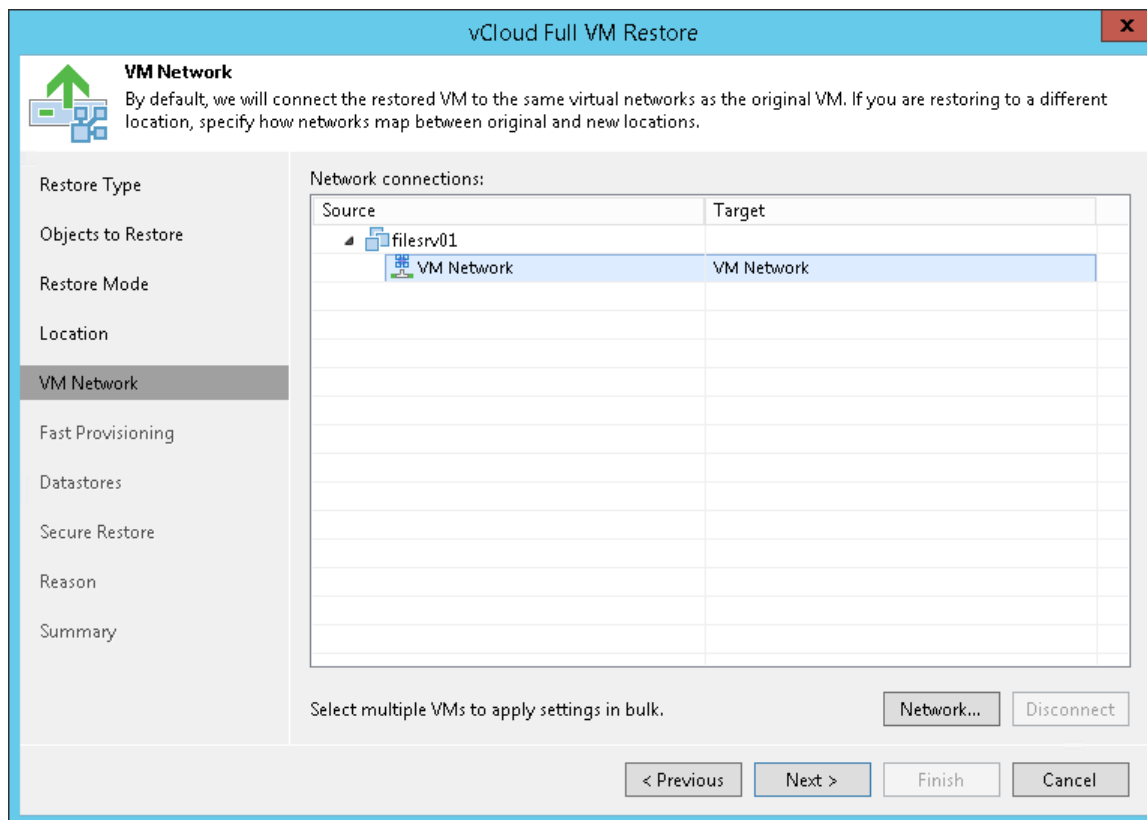 vCloud Full VM Restore
x
VM Network
By default, we will connect the restored VM to the same virtual networks as the original VM. If you are restoring to a different
location, specify how networks map between original and new locations.
Restore Type
Objects to Restore
Restore Mode
Location
VM Network
Fast Provisioning
Datastores
Secure Restore
Reason
Summary
Network connections:
Source Target
filesrv01
VM Network VM Network
Select multiple VMs to apply settings in bulk. Network... Disconnect
< Previous Next > Finish Cancel